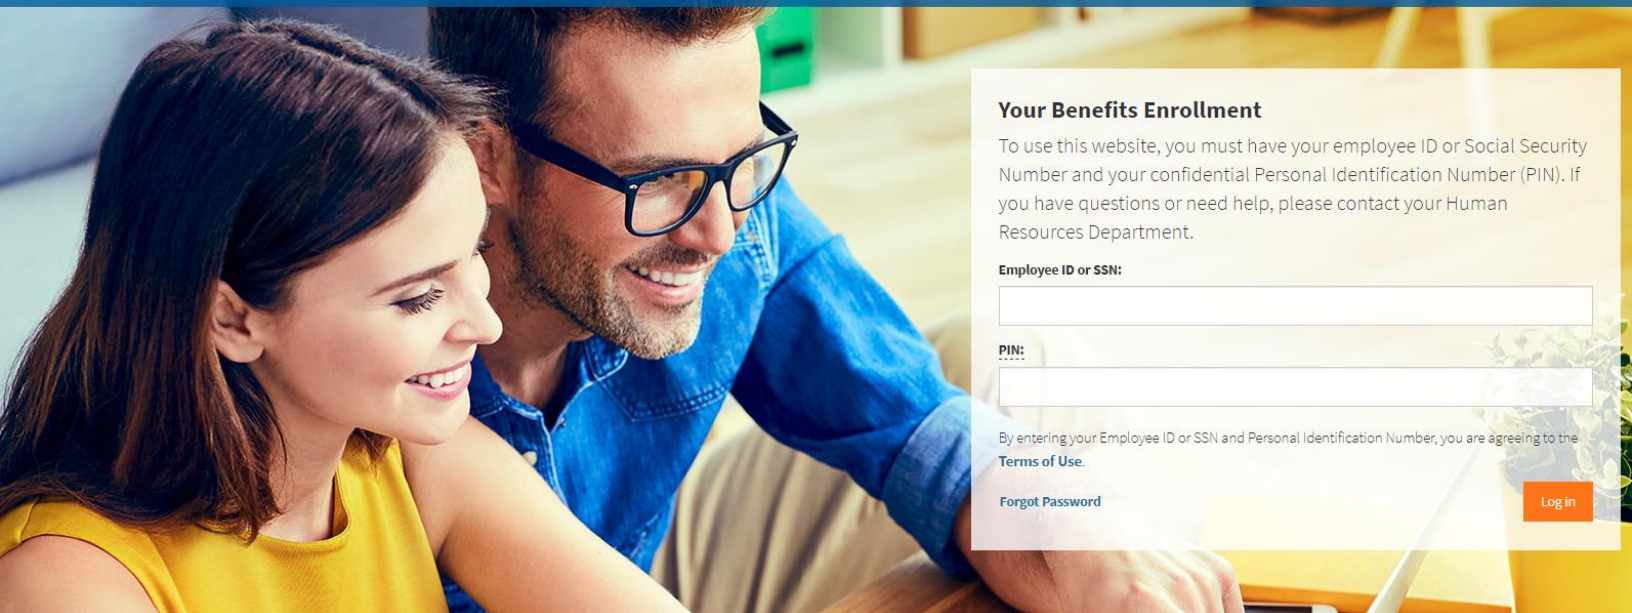 Your Benefits Enrollment
To use this website, you must have your employee ID or Social Security
Number and your confidential Personal Identification Number (PIN). If
you have questions or need help, please contact your Human
Resources Department.
Employee ID or SSN:
PIN:
By entering your Employee ID or SSN and Personal Identification Number, you are agreeing to the
Terms of Use.
Forgot Password
Log in